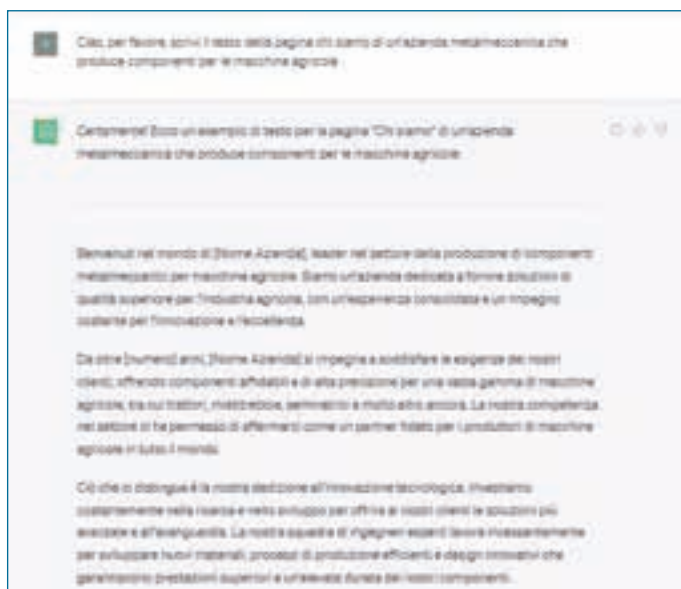 Ciao, per favore, scrivi il testo della pagina chi siamo di un'azienda metalmeccanica che
produce componenti per le macchine agricole
Certamente! Ecco un esempio di testo per la pagina "Chi siamo" di un'azienda
metalmeccanica che produce componenti per le macchine agricole:
Benvenuti nel mondo di [Nome Azienda], leader nel settore della produzione di componenti
metalmeccanici per macchine agricole. Siamo un'azienda dedicata a fornire soluzioni di
qualità superiore per l'industria agricola, con un'esperienza consolidata e un impegno
costante per l'innovazione e l'eccellenza.
Da oltre [numero] anni, [Nome Azienda] si impegna a soddisfare le esigenze dei nostri
clienti, offrendo componenti affidabili e di alta precisione per una vasta gamma di macchine
agricole, tra cui trattori, mietitrebbie, seminatrici e molto altro ancora. La nostra competenza
nel settore ci ha permesso di affermarci come un partner fidato per i produttori di macchine
agricole in tutto il mondo.
Ciò che ci distingue è la nostra dedizione all'innovazione tecnologica. Investiamo
costantemente nella ricerca e nello sviluppo per offrire ai nostri clienti le soluzioni più
avanzate e all'avanguardia. La nostra squadra di ingegneri esperti lavora incessantemente
per sviluppare nuovi materiali, processi di produzione efficienti e design innovativi che
garantiscono prestazioni superiori e un'elevata durata dei nostri componenti.